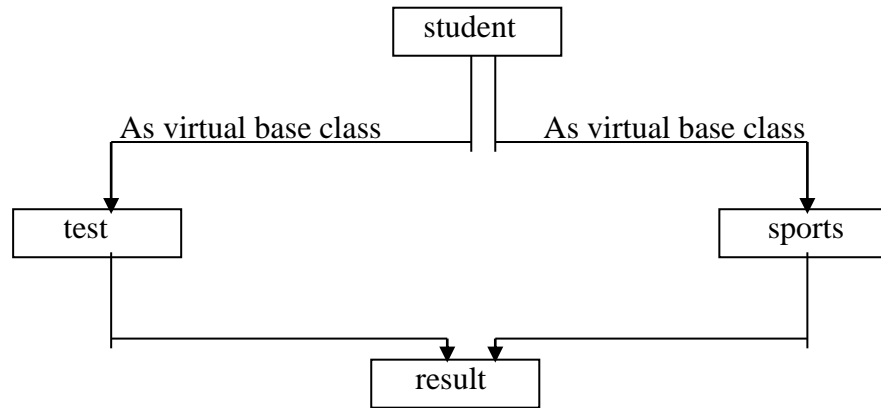 student
As virtual base class
As virtual base class
test
sports
result